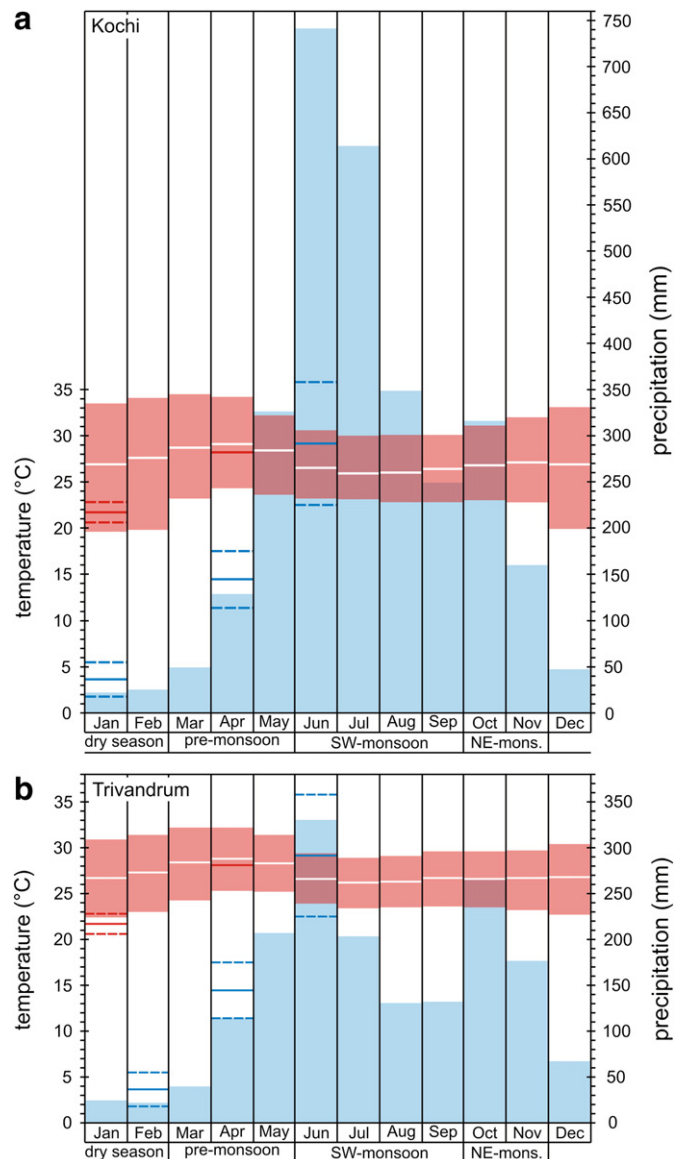 a
Kochi
750
700
650
600
550
500
450
400
35 350
30 300
25 250
20 200
15 150
10 100
5 50
0 0
temperature (°C)
precipitation (mm)
Jan Feb Mar Apr May Jun Jul Aug Sep Oct Nov Dec
dry season pre-monsoon SW-monsoon NE-mons.
b
Trivandrum
35 350
30 300
25 250
20 200
15 150
10 100
5 50
0 0
temperature (°C)
precipitation (mm)
Jan Feb Mar Apr May Jun Jul Aug Sep Oct Nov Dec
dry season pre-monsoon SW-monsoon NE-mons.